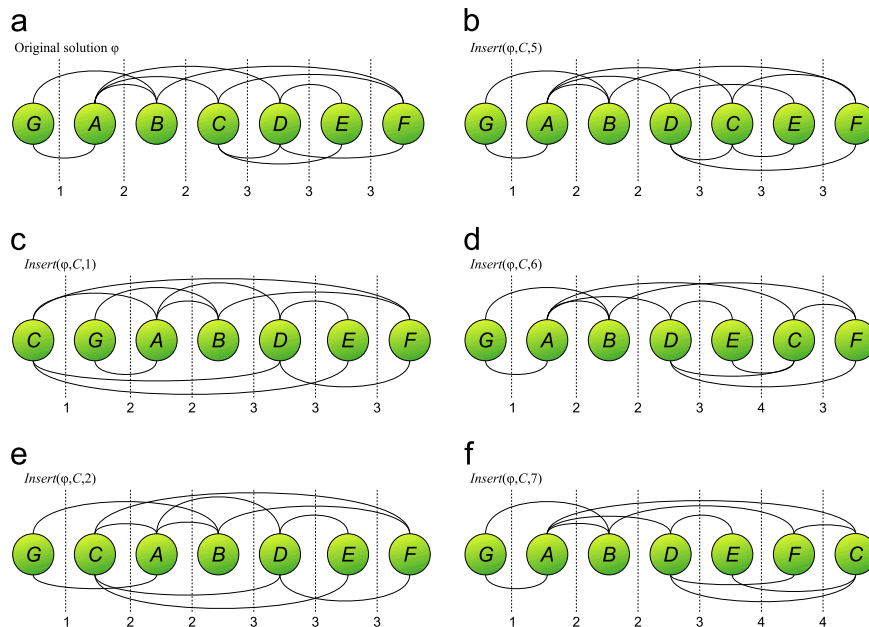 a
Original solution φ
G A B C D E F
1 2 2 3 3 3
b
Insert(φ,C,5)
G A B D C E F
1 2 2 3 3 3
c
Insert(φ,C,1)
C G A B D E F
1 2 2 3 3 3
d
Insert(φ,C,6)
G A B D E C F
1 2 2 3 4 3
e
Insert(φ,C,2)
G C A B D E F
1 2 2 3 3 3
f
Insert(φ,C,7)
G A B D E F C
1 2 2 3 4 4